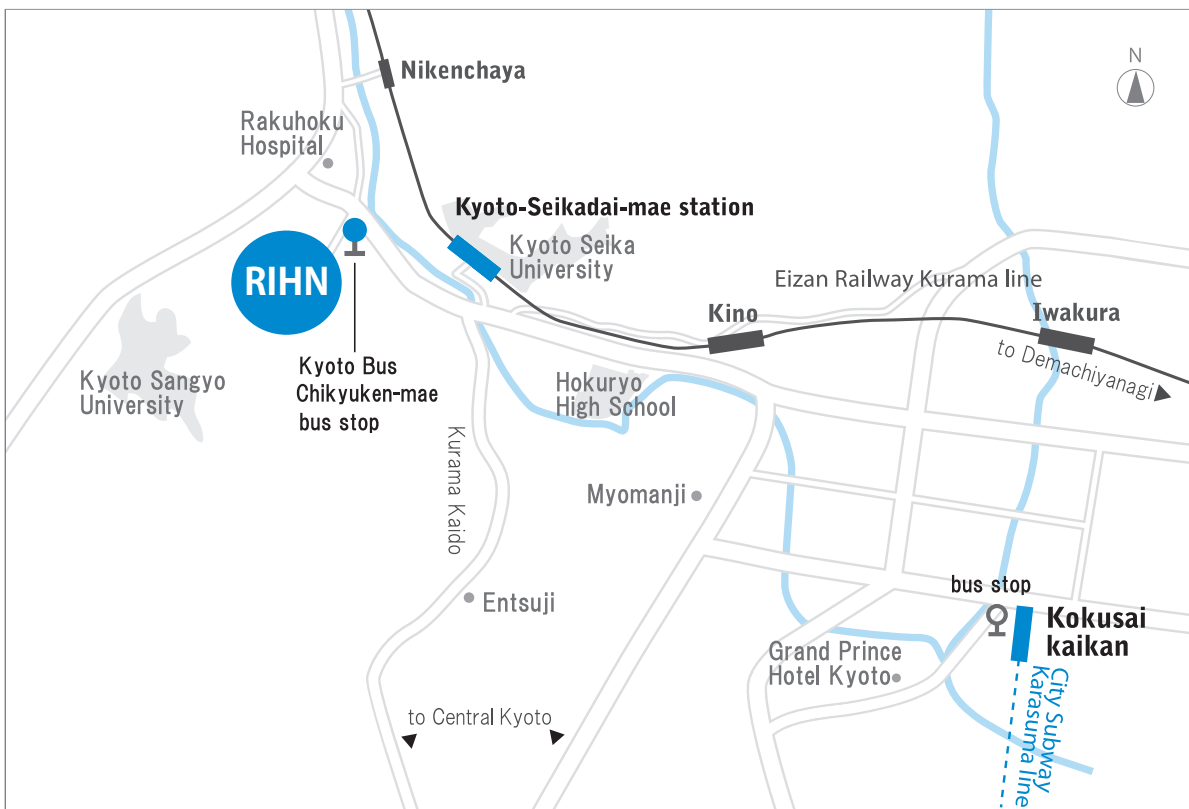 N
Nikenchaya
Rakuhoku
Hospital
Kyoto-Seikadai-mae station
Kyoto Seika
University
RIHN
Eizan Railway Kurama line
Kino
Iwakura
to Demachiyanagi
Kyoto Sangyo
University
Kyoto Bus
Chikyuken-mae
bus stop
Hokuryo
High School
Kurama Kaido
Myomanji
Entsuji
bus stop
Kokusai
kaikan
Grand Prince
Hotel Kyoto
City Subway
Karasuma line
to Central Kyoto